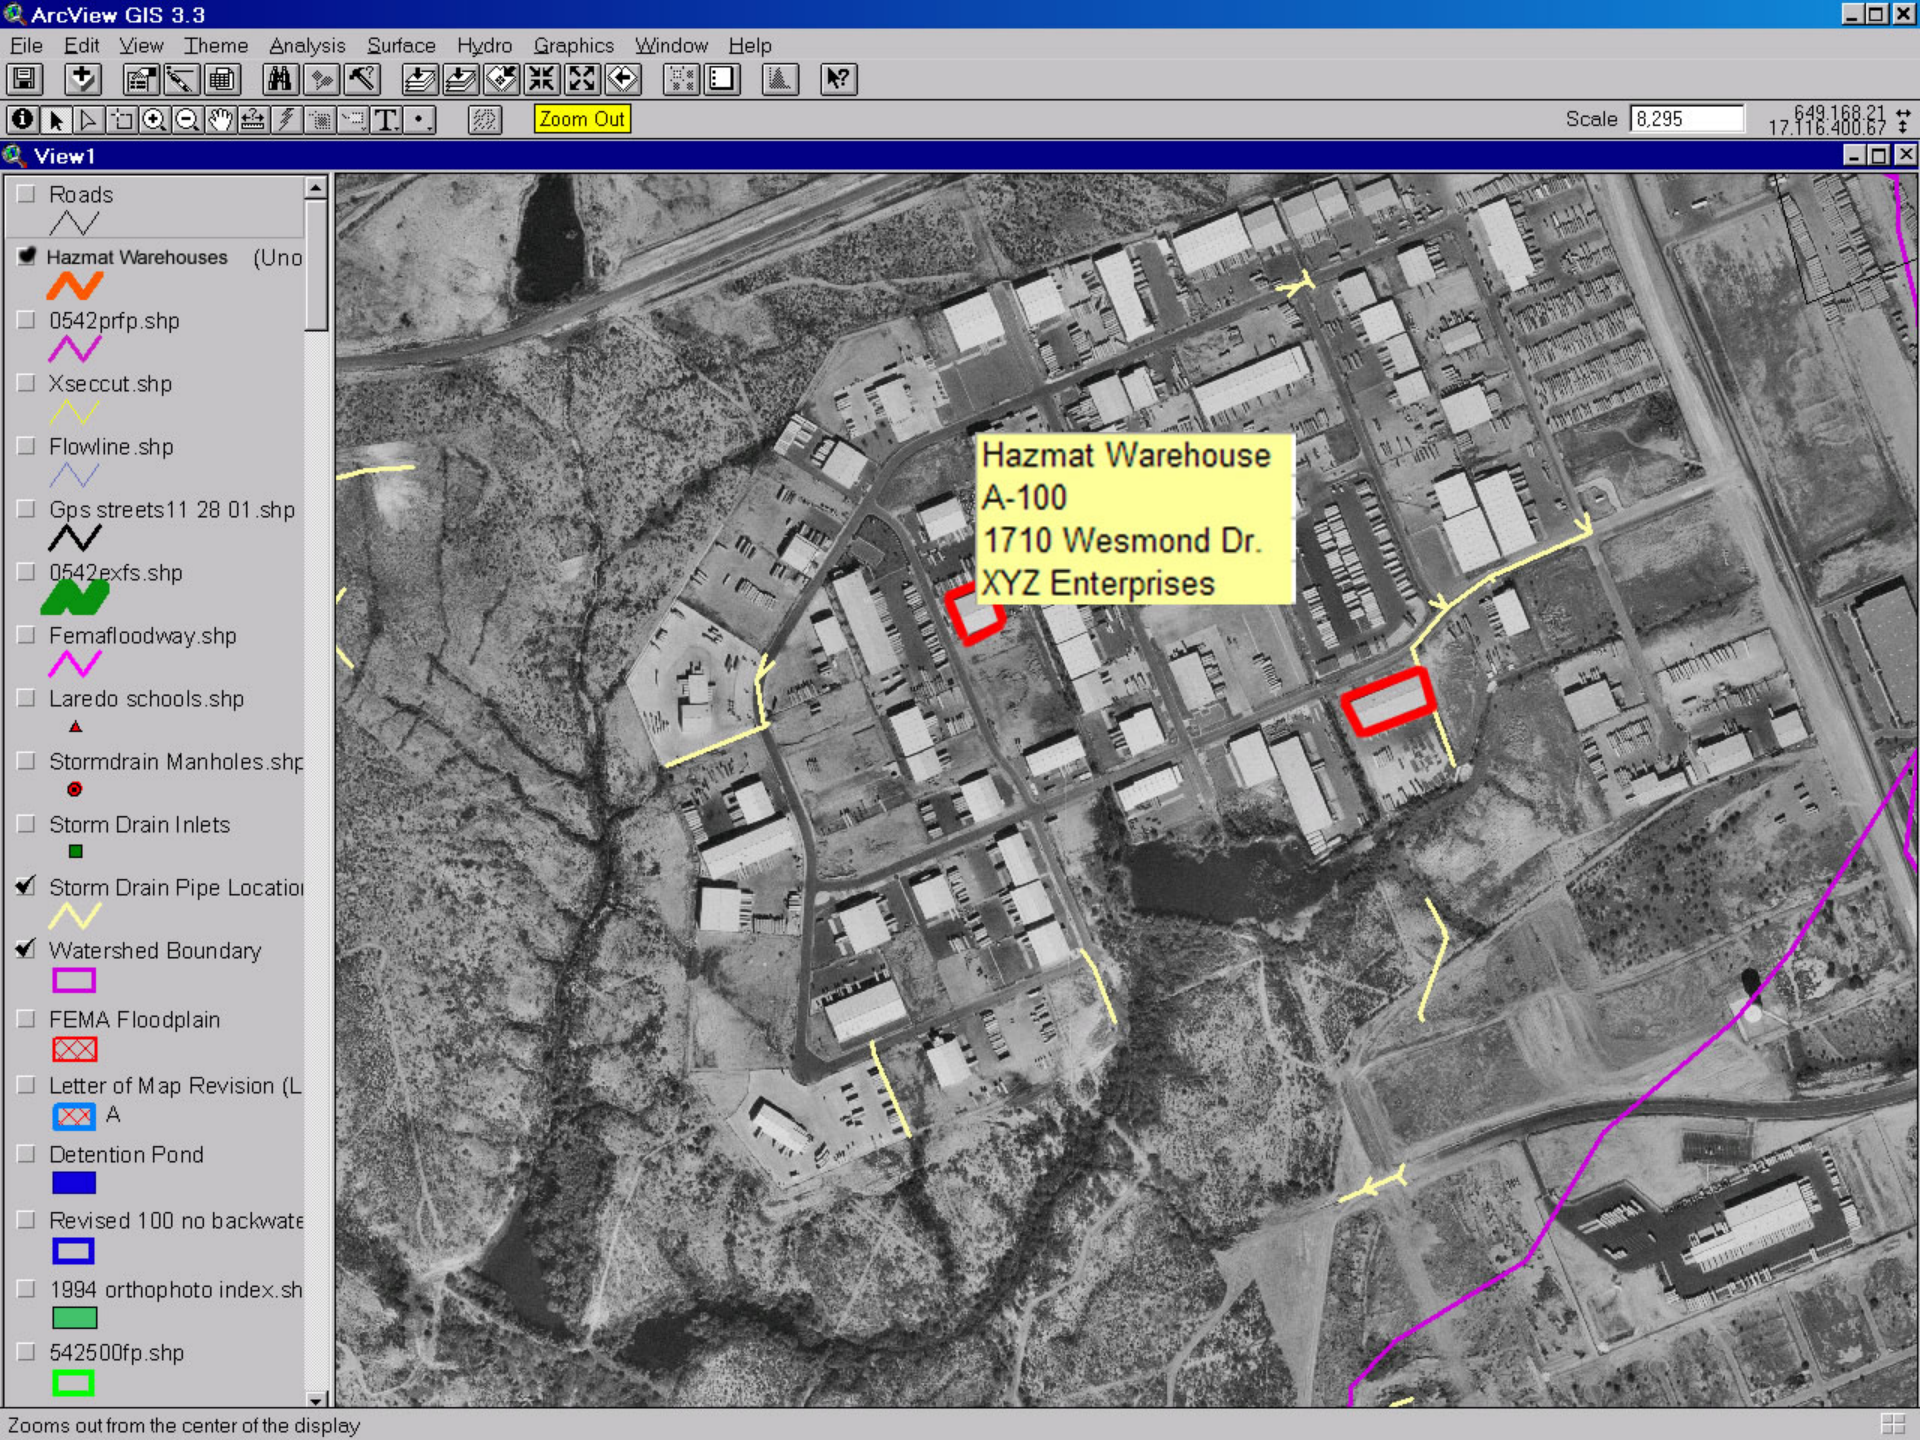 ArcView GIS 3.3
File Edit View Theme Analysis Surface Hydro Graphics Window Help
Zoom Out
Scale 8,295
649,168.21
17,116,400.67
View1
Roads
Hazmat Warehouses (Uno
0542prfp.shp
Xseccut.shp
Flowline.shp
Gps streets11 28 01.shp
0542exfs.shp
Femafloodway.shp
Laredo schools.shp
Stormdrain Manholes.shp
Storm Drain Inlets
Storm Drain Pipe Location
Watershed Boundary
FEMA Floodplain
Letter of Map Revision (L
A
Detention Pond
Revised 100 no backwate
1994 orthophoto index.sh
542500fp.shp
Hazmat Warehouse
A-100
1710 Wesmond Dr.
XYZ Enterprises
Zooms out from the center of the display